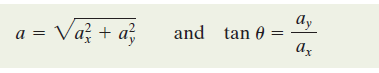 a = √(a_x² + a_y²) and tan θ = a_y / a_x